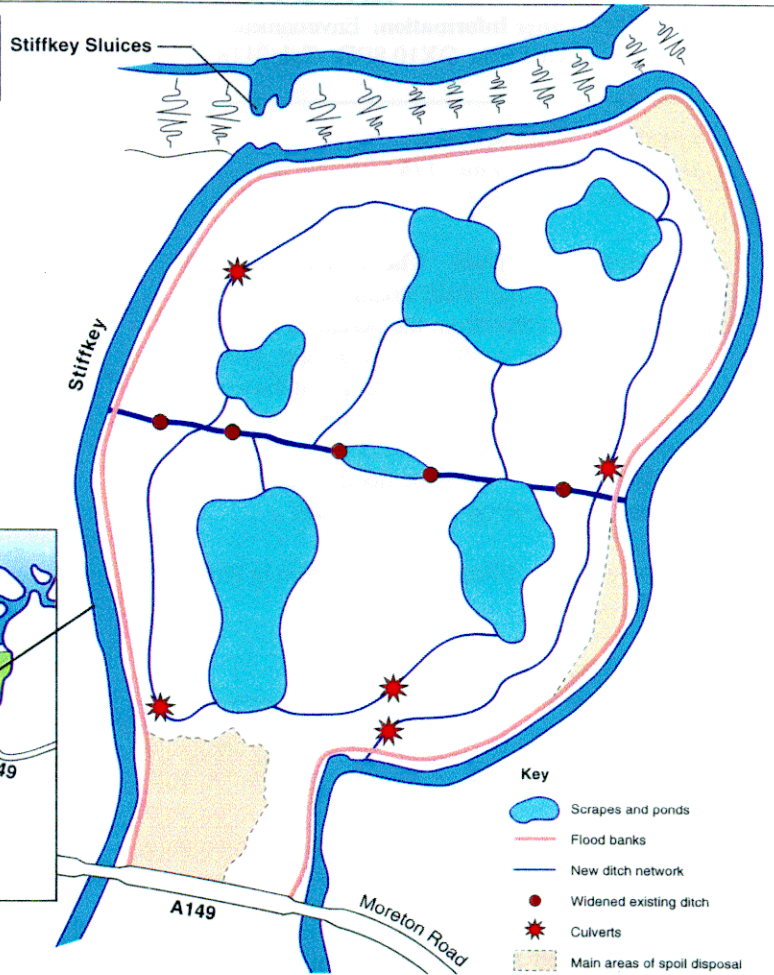 Stiffkey Sluices
Stiffkey
49
A149
Moreton Road
Key
Scrapes and ponds
Flood banks
New ditch network
Widened existing ditch
Culverts
Main areas of spoil disposal